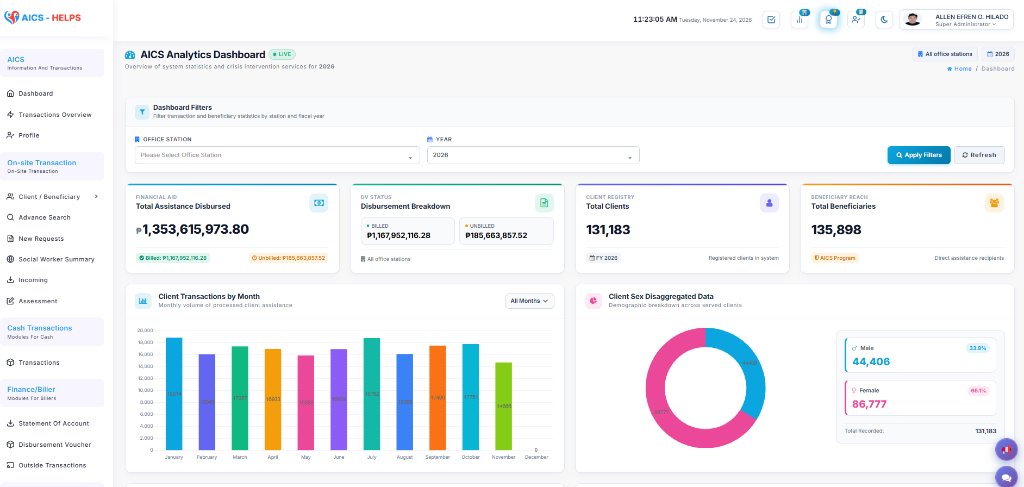 AICS - HELPS
11:23:05 AM Tuesday, November 24, 2026
ALLEN EFREN O. HILADO
Super Administrator
AICS
Information And Transactions
Dashboard
Transactions Overview
Profile
On-site Transaction
On-Site Transaction
Client / Beneficiary
Advance Search
New Requests
Social Worker Summary
Incoming
Assessment
Cash Transactions
Modules For Cash
Transactions
Finance/Biller
Modules For Billers
Statement Of Account
Disbursement Voucher
Outside Transactions
AICS Analytics Dashboard
LIVE
Overview of system statistics and crisis intervention services for 2026
All office stations
2026
Home / Dashboard
Dashboard Filters
Filter transaction and beneficiary statistics by station and fiscal year
OFFICE STATION
Please Select Office Station
YEAR
2026
Apply Filters
Refresh
FINANCIAL AID
Total Assistance Disbursed
₱1,353,615,973.80
Billed: ₱1,167,952,116.28
Unbilled: ₱185,663,857.52
DV STATUS
Disbursement Breakdown
BILLED
₱1,167,952,116.28
UNBILLED
₱185,663,857.52
All office stations
CLIENT REGISTRY
Total Clients
131,183
FY 2026
Registered clients in system
BENEFICIARY REACH
Total Beneficiaries
135,898
AICS Program
Direct assistance recipients
Client Transactions by Month
Monthly volume of processed client assistance
All Months
20,000
18,000
16,000
14,000
12,000
10,000
8,000
6,000
4,000
2,000
0
0
January
February
March
April
May
June
July
August
September
October
November
December
Client Sex Disaggregated Data
Demographic breakdown across served clients
Male
33.9%
44,406
Female
66.1%
86,777
Total Recorded:
131,183